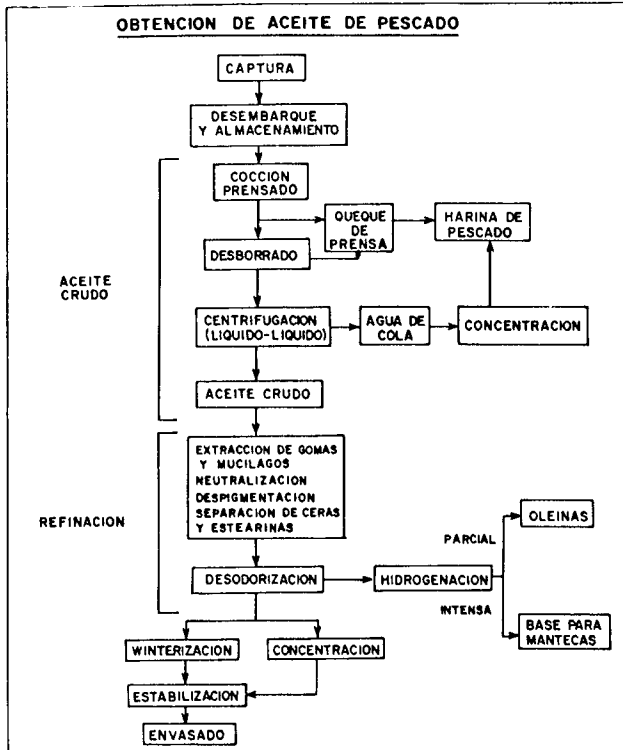 OBTENCION DE ACEITE DE PESCADO
CAPTURA
DESEMBARQUE
Y ALMACENAMIENTO
COCCION
PRENSADO
QUEQUE
DE
PRENSA
HARINA DE
PESCADO
DESBORRADO
ACEITE
CRUDO
CENTRIFUGACION
(LIQUIDO-LIQUIDO)
AGUA DE
COLA
CONCENTRACION
ACEITE CRUDO
EXTRACCION DE GOMAS
Y MUCILAGOS
NEUTRALIZACION
DESPIGMENTACION
SEPARACION DE CERAS
Y ESTEARINAS
REFINACION
OLEINAS
PARCIAL
DESODORIZACION
HIDROGENACION
INTENSA
BASE PARA
MANTECAS
WINTERIZACION
CONCENTRACION
ESTABILIZACION
ENVASADO